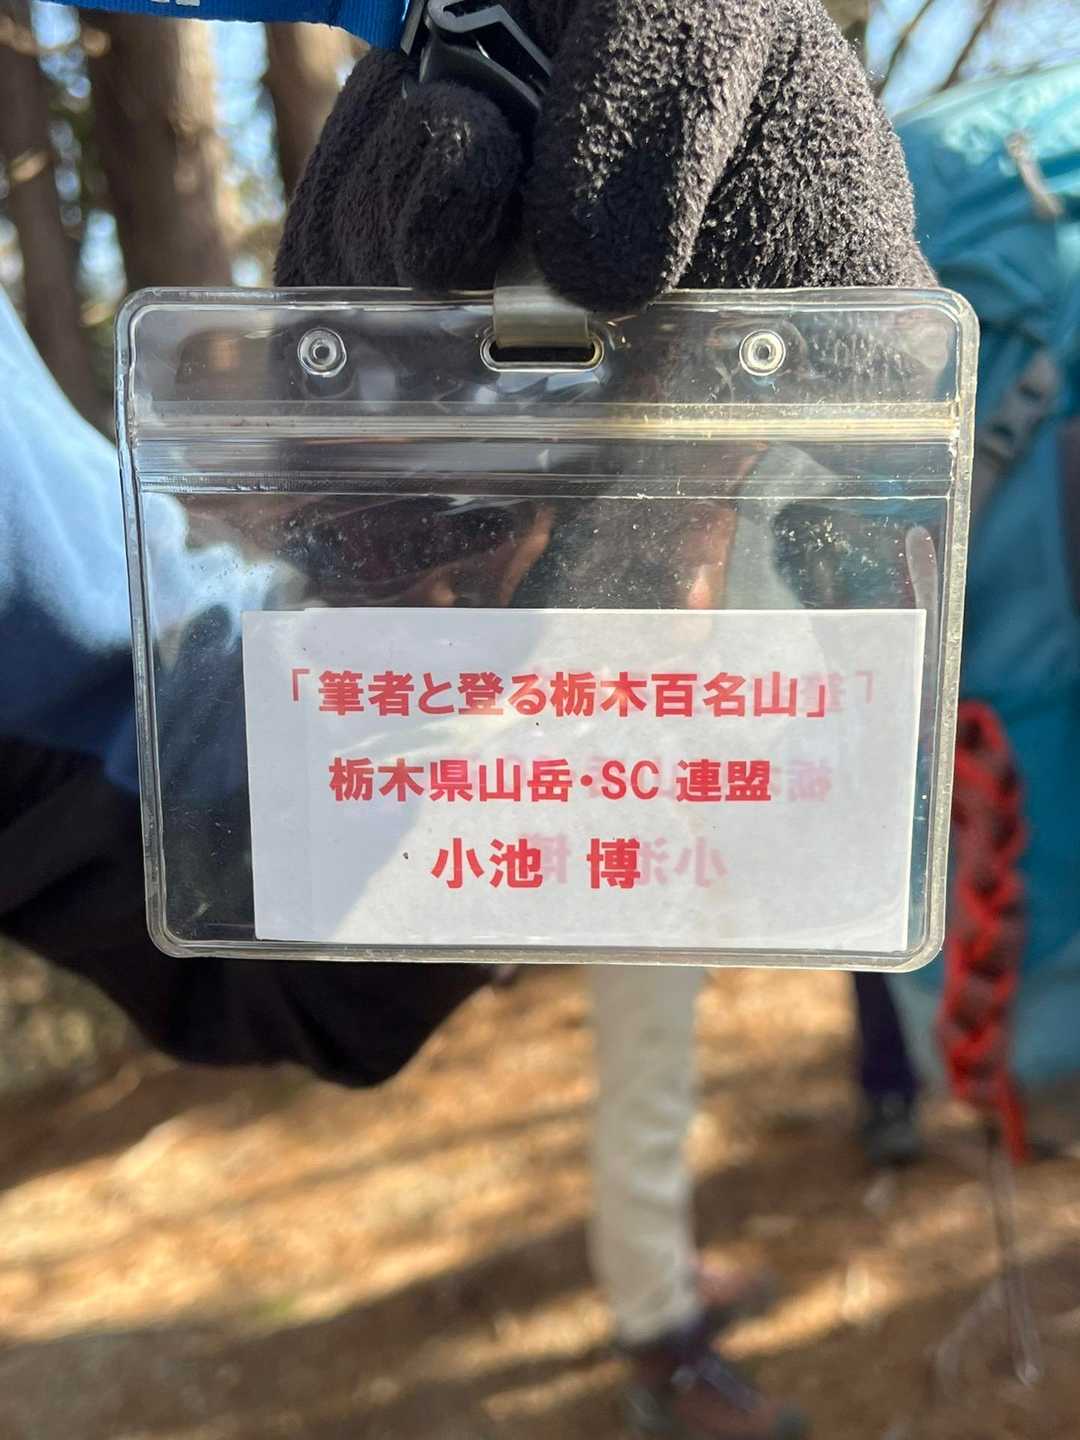 「筆者と登る栃木百名山」
栃木県山岳・SC 連盟
小池 博